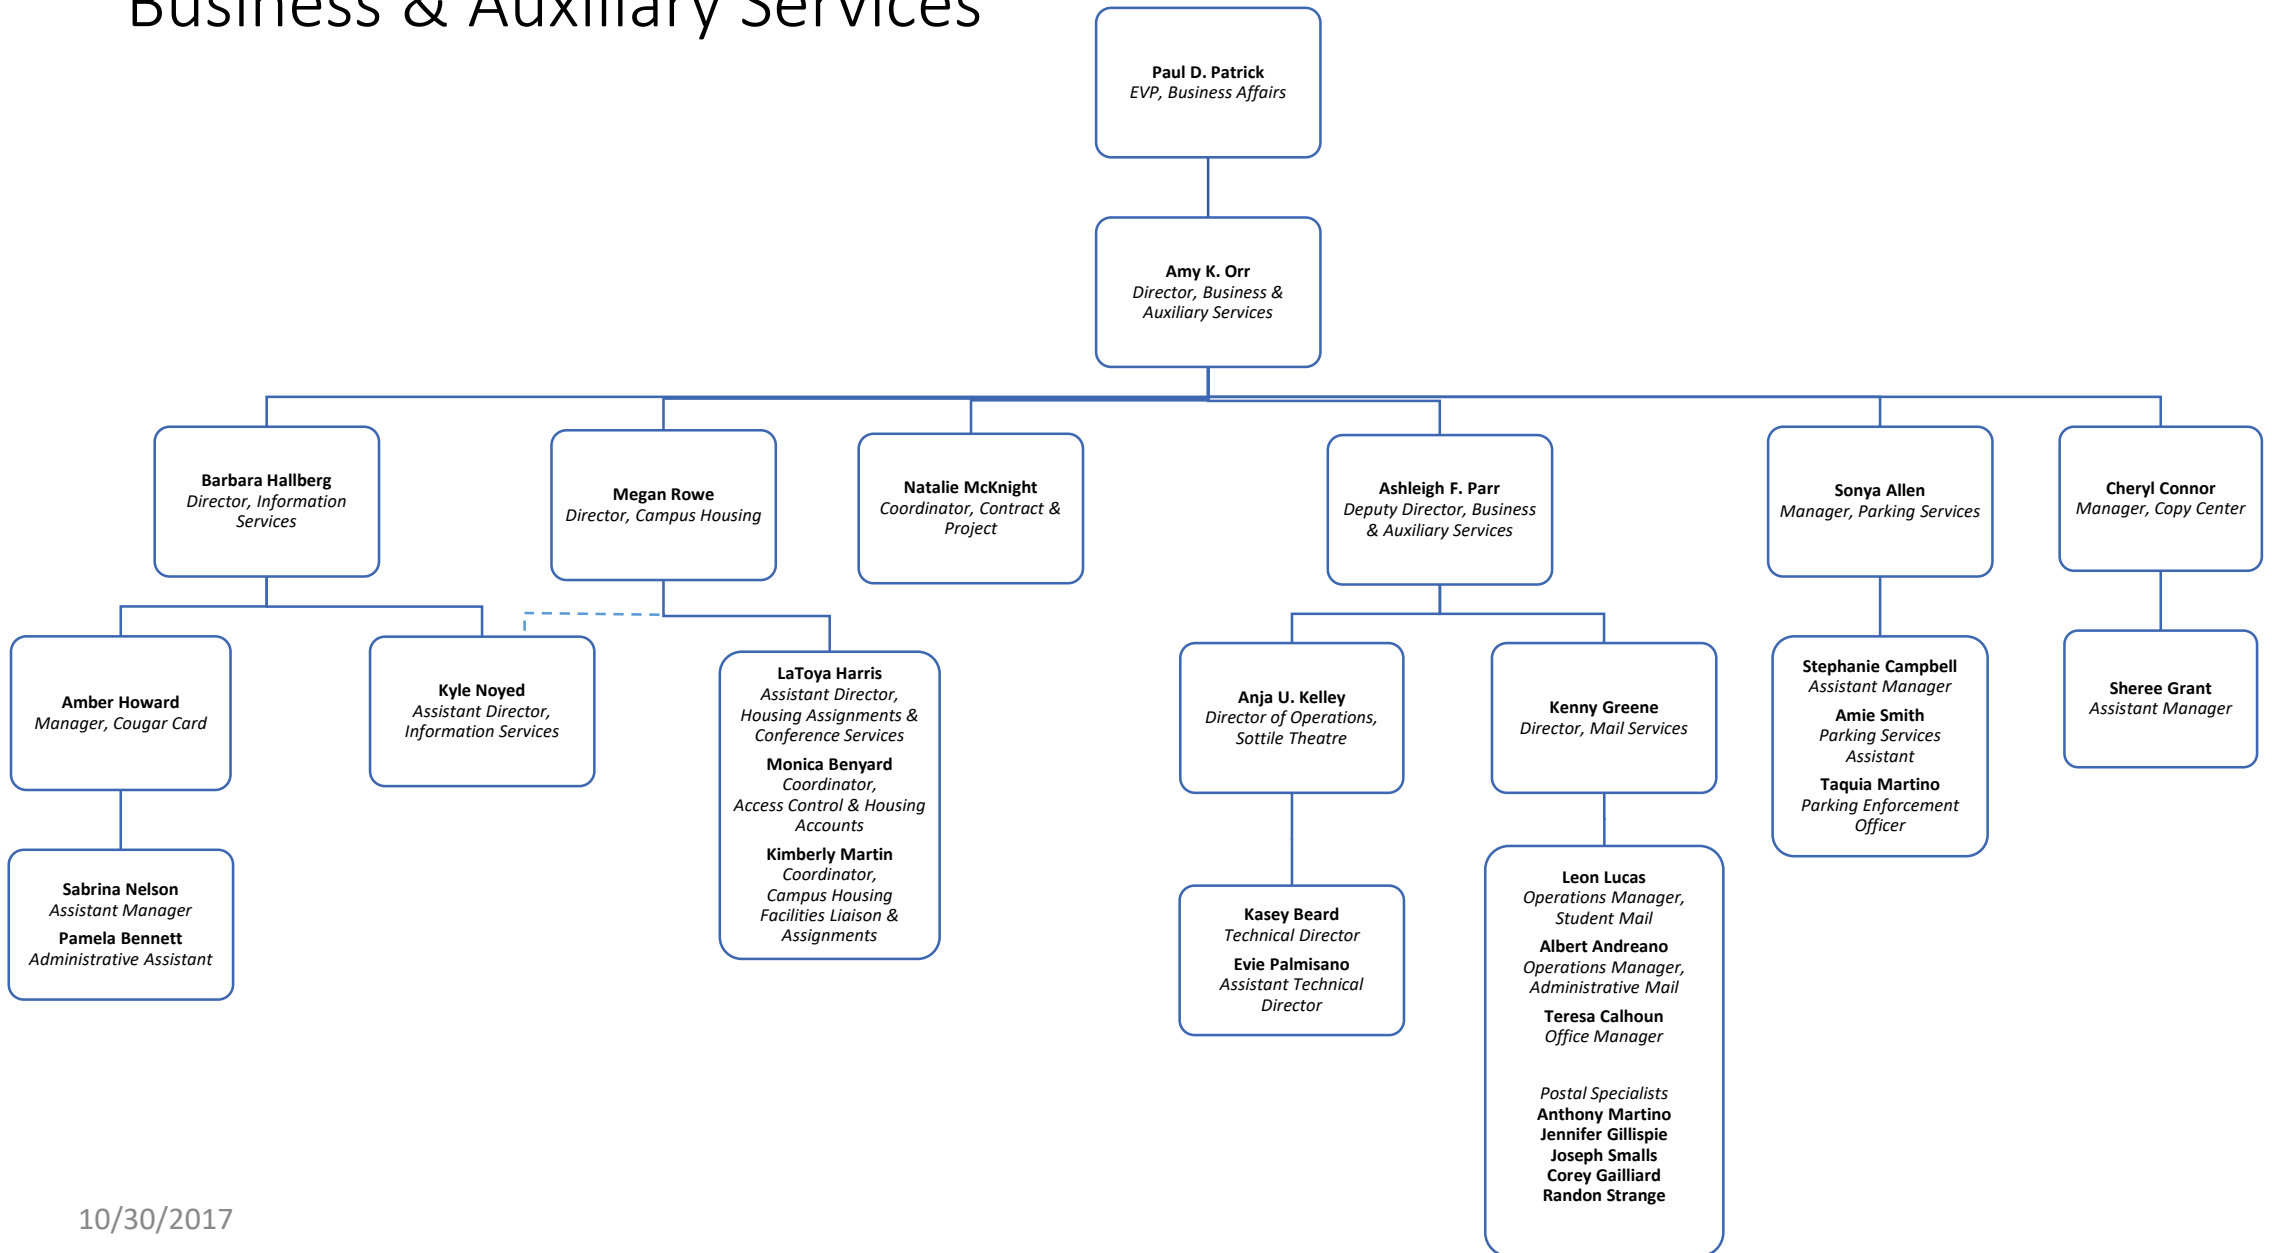 Business & Auxiliary Services
Paul D. Patrick
EVP, Business Affairs
Amy K. Orr
Director, Business &
Auxiliary Services
Barbara Hallberg
Director, Information
Services
Megan Rowe
Director, Campus Housing
Natalie McKnight
Coordinator, Contract &
Project
Ashleigh F. Parr
Deputy Director, Business
& Auxiliary Services
Sonya Allen
Manager, Parking Services
Cheryl Connor
Manager, Copy Center
Amber Howard
Manager, Cougar Card
Kyle Noyed
Assistant Director,
Information Services
LaToya Harris
Assistant Director,
Housing Assignments &
Conference Services
Monica Benyard
Coordinator,
Access Control & Housing
Accounts
Kimberly Martin
Coordinator,
Campus Housing
Facilities Liaison &
Assignments
Anja U. Kelley
Director of Operations,
Sottile Theatre
Kenny Greene
Director, Mail Services
Stephanie Campbell
Assistant Manager
Amie Smith
Parking Services
Assistant
Taquia Martino
Parking Enforcement
Officer
Sheree Grant
Assistant Manager
Sabrina Nelson
Assistant Manager
Pamela Bennett
Administrative Assistant
Kasey Beard
Technical Director
Evie Palmisano
Assistant Technical
Director
Leon Lucas
Operations Manager,
Student Mail
Albert Andreano
Operations Manager,
Administrative Mail
Teresa Calhoun
Office Manager
Postal Specialists
Anthony Martino
Jennifer Gillispie
Joseph Smalls
Corey Gailliard
Randon Strange
10/30/2017